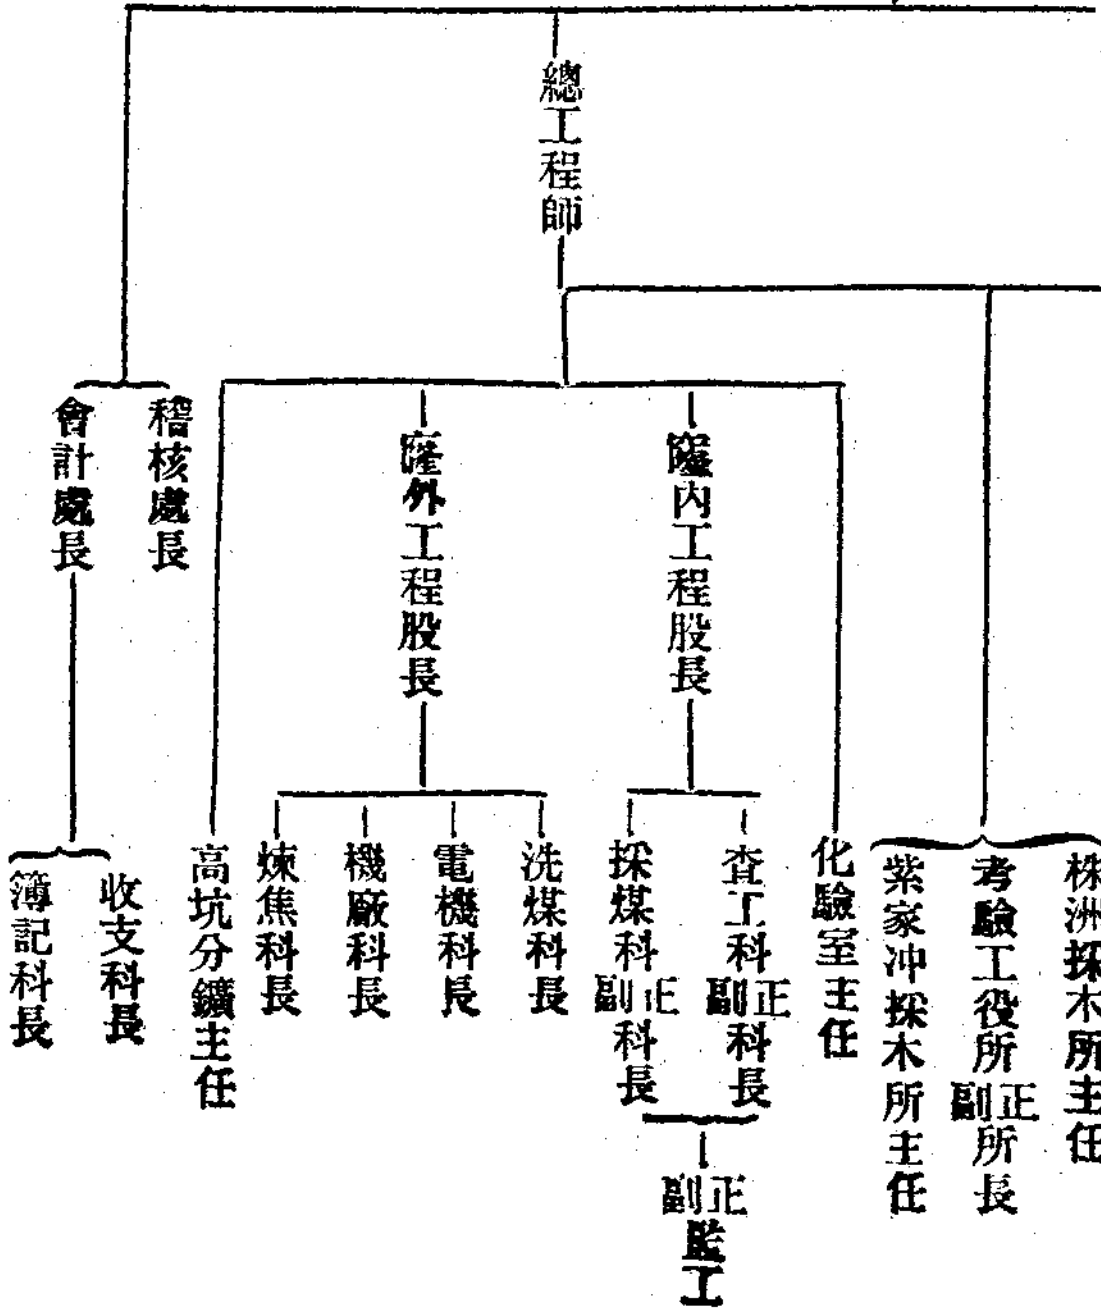 總工程師
稽核處長
會計處長
窿內工程股長
窿外工程股長
株洲採木所主任
考驗工役所正副所長
紫家冲採木所主任
化驗室主任
查工科正副科長
採煤科正副科長
洗煤科長
電機科長
機廠科長
煉焦科長
高坑分鑛主任
收支科長
簿記科長
正副監工